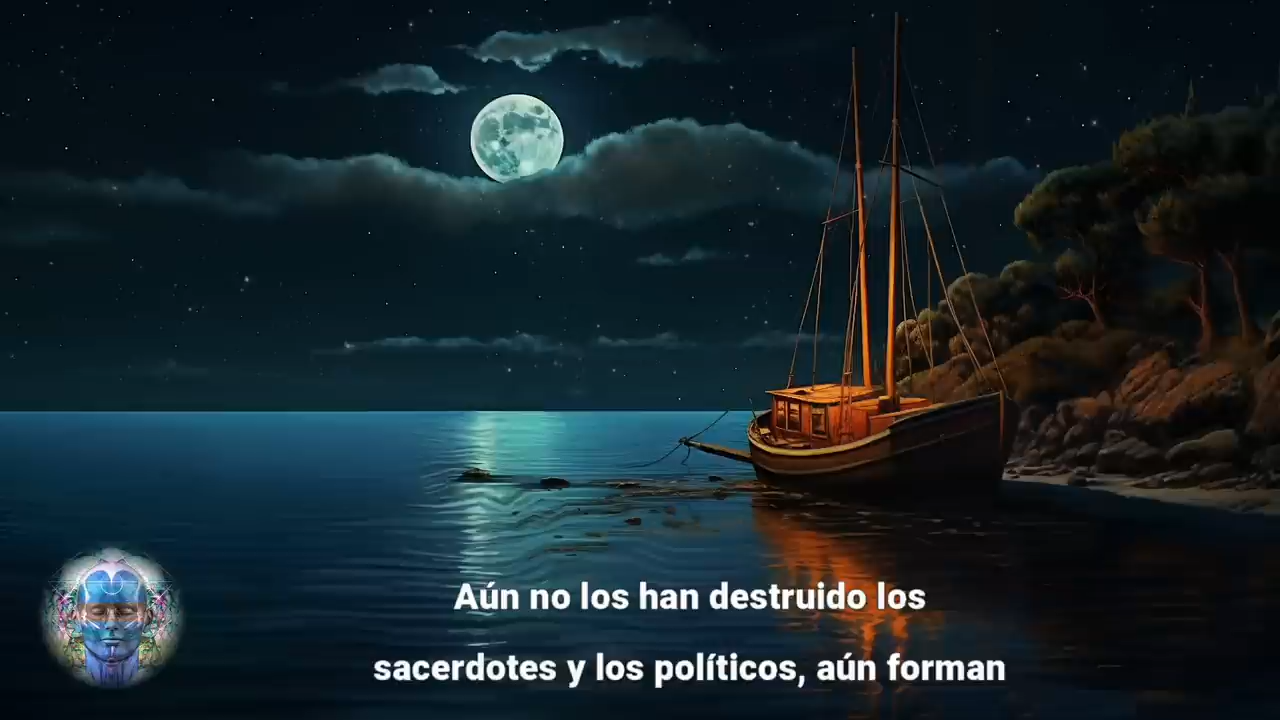 Aún no los han destruido los
sacerdotes y los políticos, aún forman